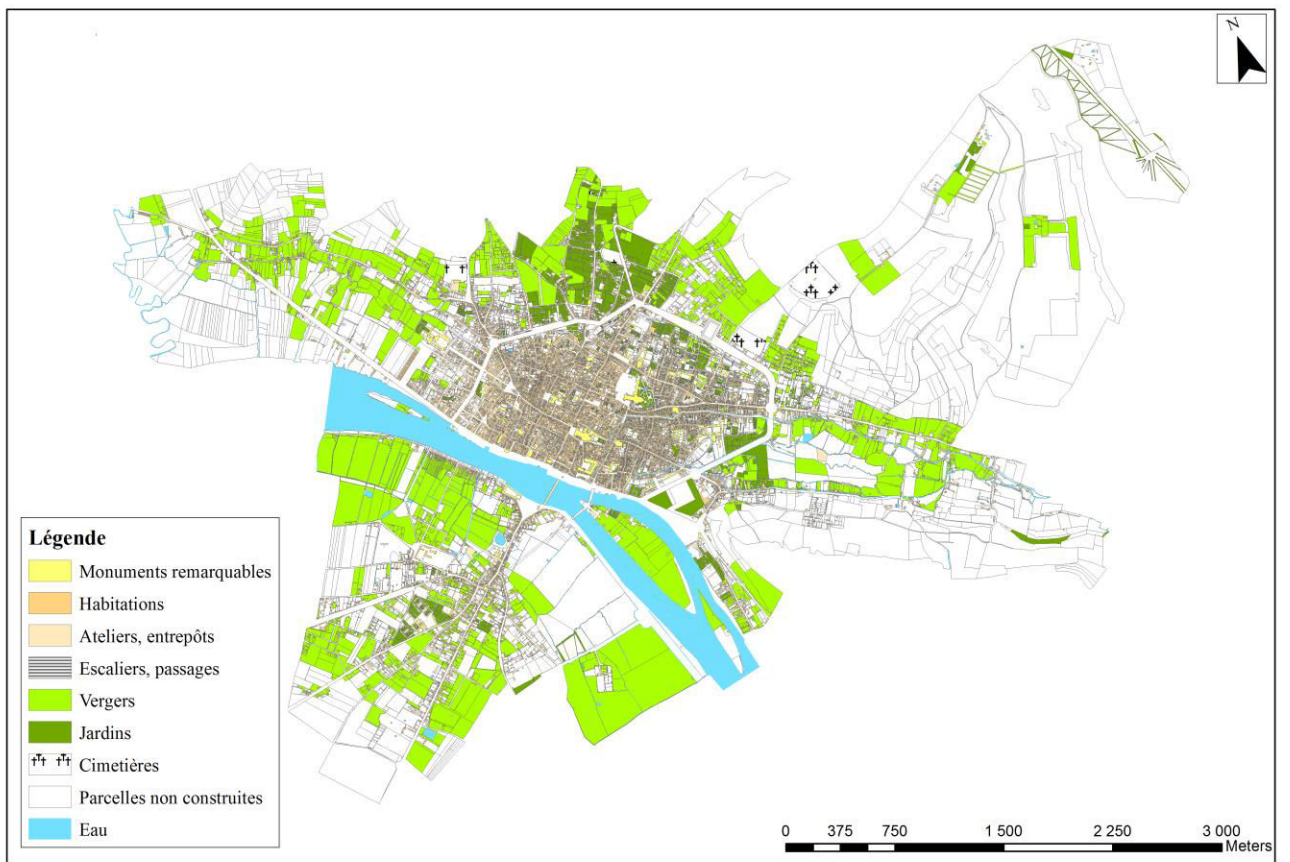 N
Légende
Monuments remarquables
Habitations
Ateliers, entrepôts
Escaliers, passages
Vergers
Jardins
Cimetières
Parcelles non construites
Eau
0 375 750 1 500 2 250 3 000
Meters